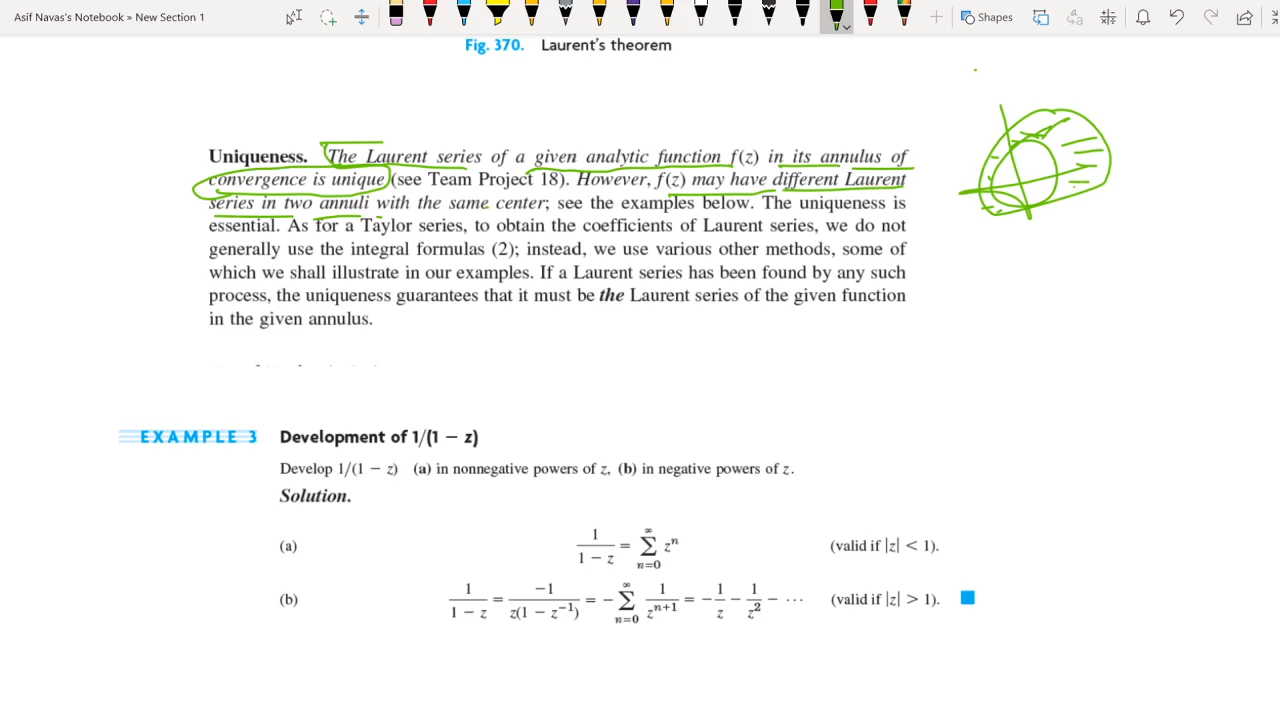 Asif Navas's Notebook » New Section 1
Shapes
Fig. 370. Laurent's theorem
Uniqueness. The Laurent series of a given analytic function f(z) in its annulus of
convergence is unique (see Team Project 18). However, f(z) may have different Laurent
series in two annuli with the same center; see the examples below. The uniqueness is
essential. As for a Taylor series, to obtain the coefficients of Laurent series, we do not
generally use the integral formulas (2); instead, we use various other methods, some of
which we shall illustrate in our examples. If a Laurent series has been found by any such
process, the uniqueness guarantees that it must be the Laurent series of the given function
in the given annulus.
EXAMPLE 3 Development of 1/(1 − z)
Develop 1/(1 − z) (a) in nonnegative powers of z, (b) in negative powers of z.
Solution.
(a) 1/(1 − z) = ∑_{n=0}^{∞} z^n (valid if |z| < 1).
(b) 1/(1 − z) = −1/(z(1 − z^{−1})) = −∑_{n=0}^{∞} 1/z^{n+1} = −1/z − 1/z^2 − ⋯ (valid if |z| > 1).